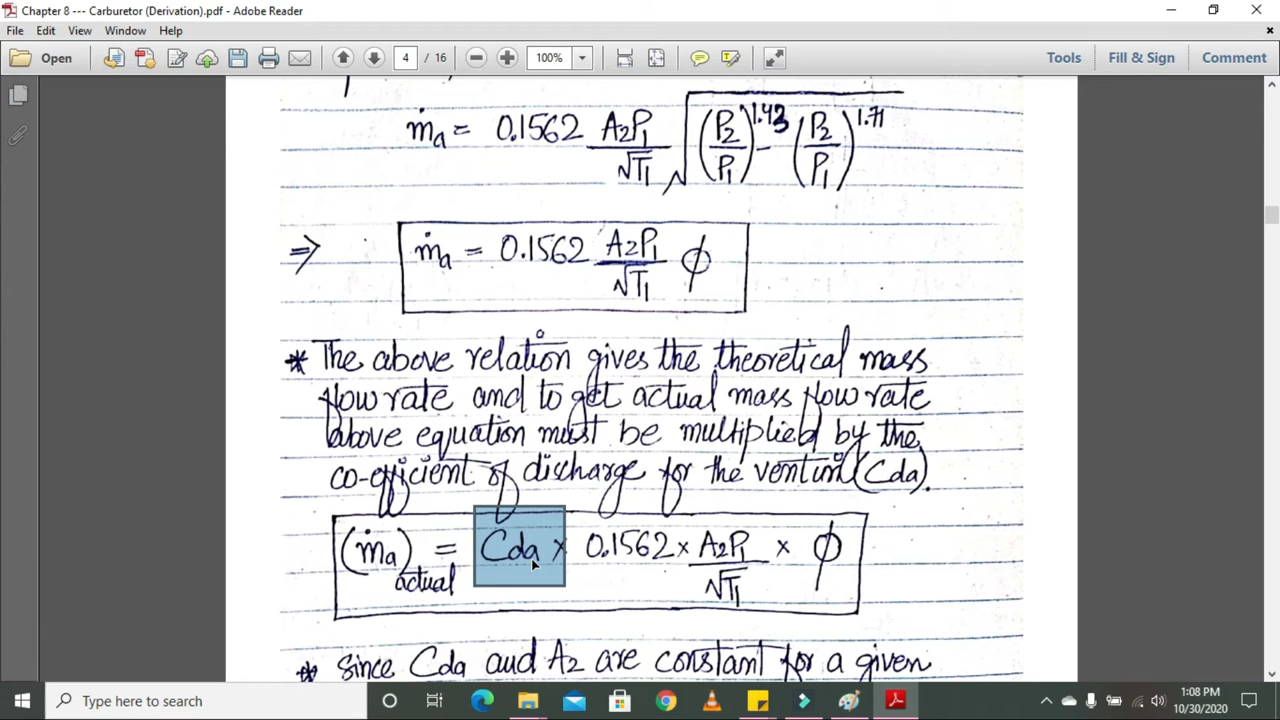 Chapter 8 --- Carburetor (Derivation).pdf - Adobe Reader
File Edit View Window Help
Open 4 / 16 100% Tools Fill & Sign Comment
ṁa = 0.1562 A₂P₁/√T₁ √((P₂/P₁)^1.43 - (P₂/P₁)^1.71)
⇒ ṁa = 0.1562 A₂P₁/√T₁ ϕ
* The above relation gives the theoretical mass
flow rate and to get actual mass flow rate
above equation must be multiplied by the
co-efficient of discharge for the venturi (Cda).
(ṁa)actual = Cda × 0.1562 × A₂P₁/√T₁ × ϕ
* Since Cda and A₂ are constant for a given
Type here to search
1:08 PM
10/30/2020